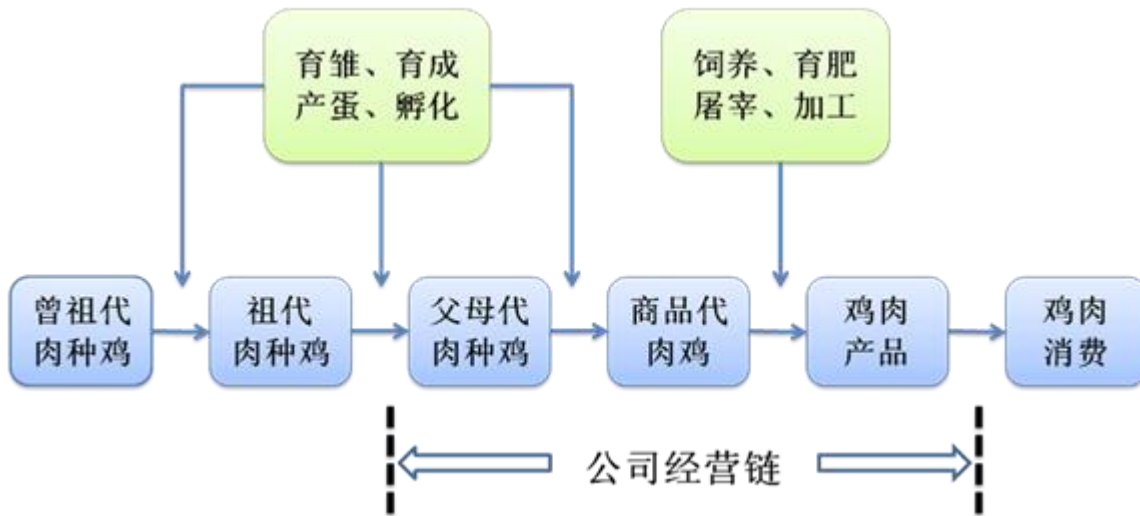 育雏、育成
产蛋、孵化
饲养、育肥
屠宰、加工
曾祖代
肉种鸡
祖代
肉种鸡
父母代
肉种鸡
商品代
肉鸡
鸡肉
产品
鸡肉
消费
公司经营链